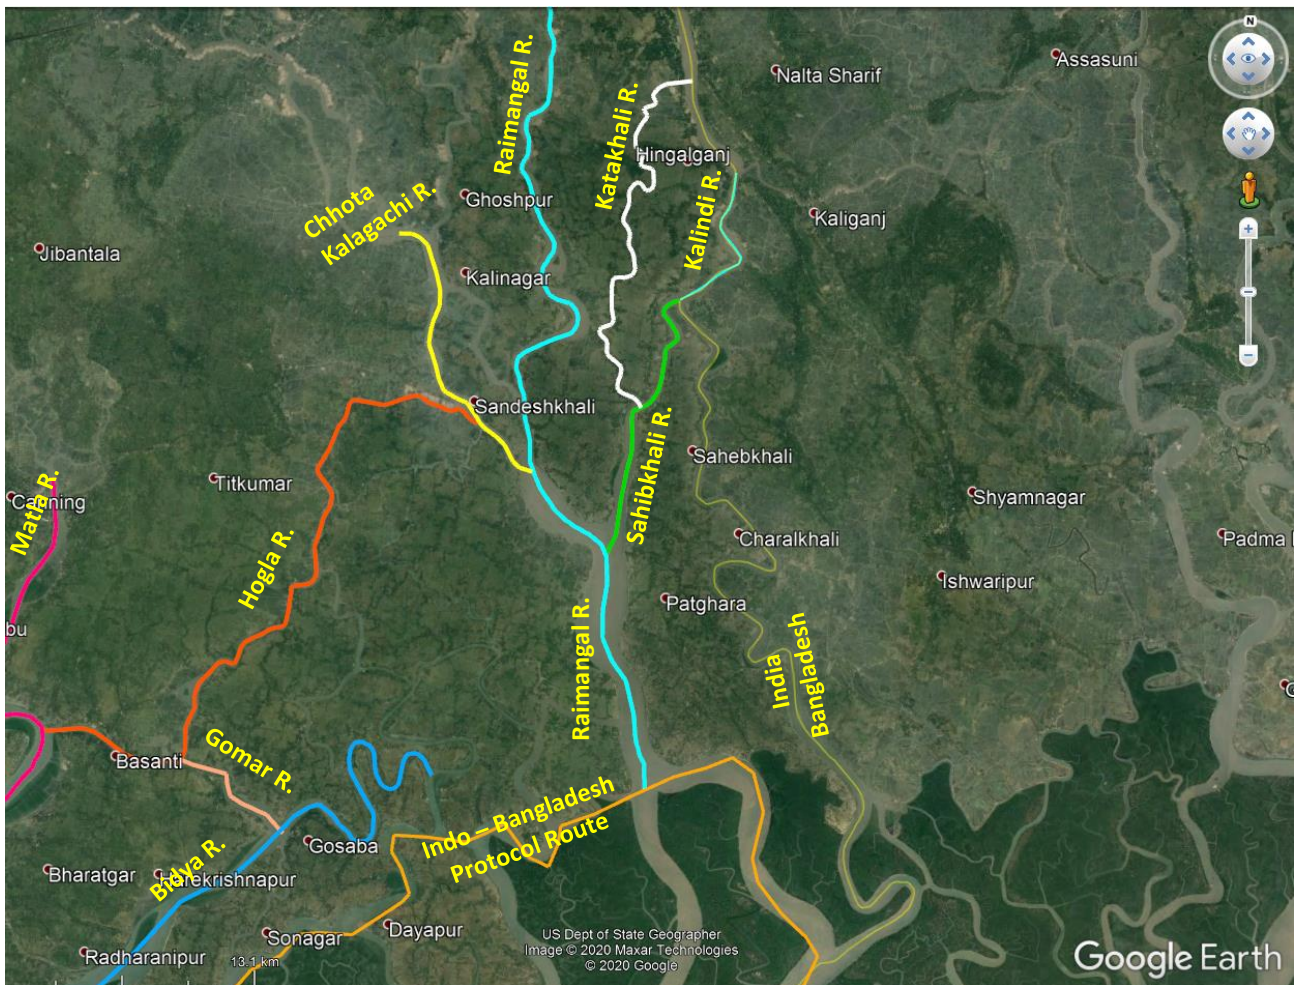 N
Raimangal R.
Assasuni
Nalta Sharif
Katakhali R.
Hingalganj
Ghoshpur
Chhota
Kalagachi R.
Kalindi R.
Kaliganj
Jibantala
Kalinagar
Sandeshkhali
Sahibkhali R.
Sahebkhali
Titkumar
Matla R.
Canning
Shyamnagar
Hogla R.
Charalkhali
Padma
Ishwaripur
Patghara
bu
Raimangal R.
India
Bangladesh
G
Gomar R.
Basanti
Indo – Bangladesh
Protocol Route
Gosaba
Bidya R.
Bharatgar
Harekrishnapur
Dayapur
Sonagar
Radharanipur
13.1 km
US Dept of State Geographer
Image © 2020 Maxar Technologies
© 2020 Google
Google Earth